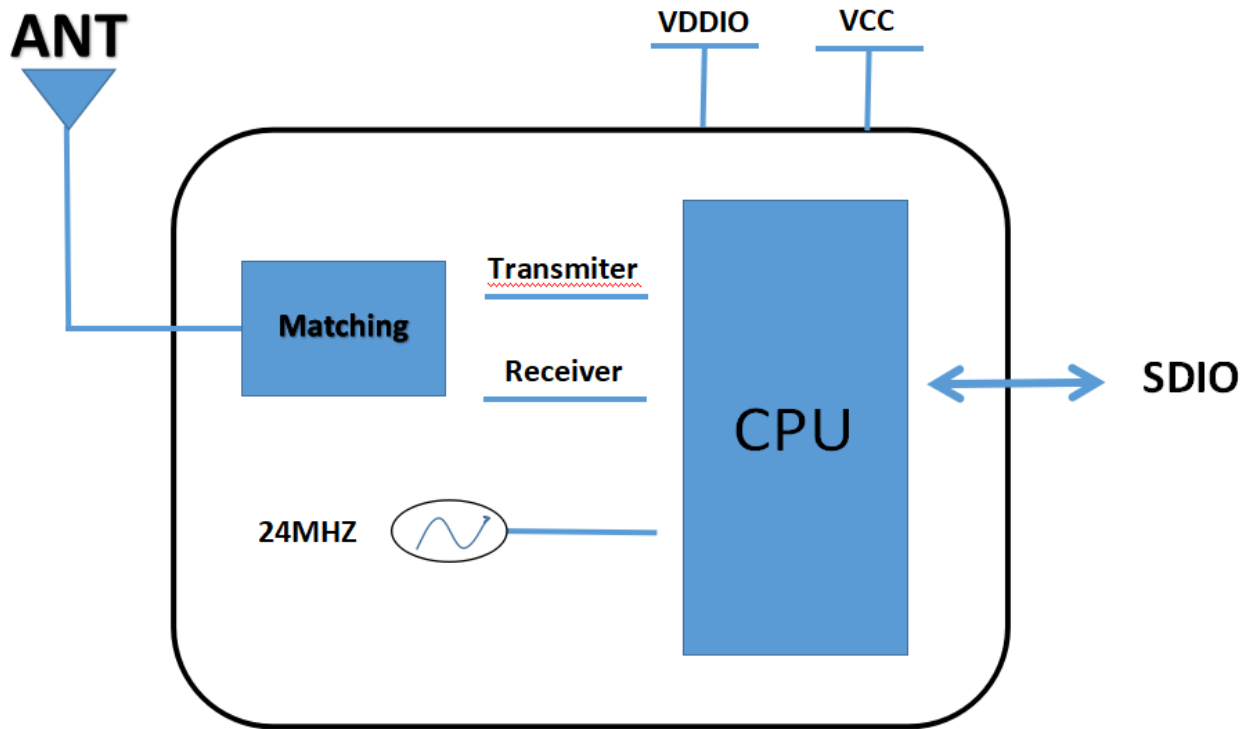 ANT
VDDIO
VCC
Transmiter
Matching
Receiver
SDIO
CPU
24MHZ